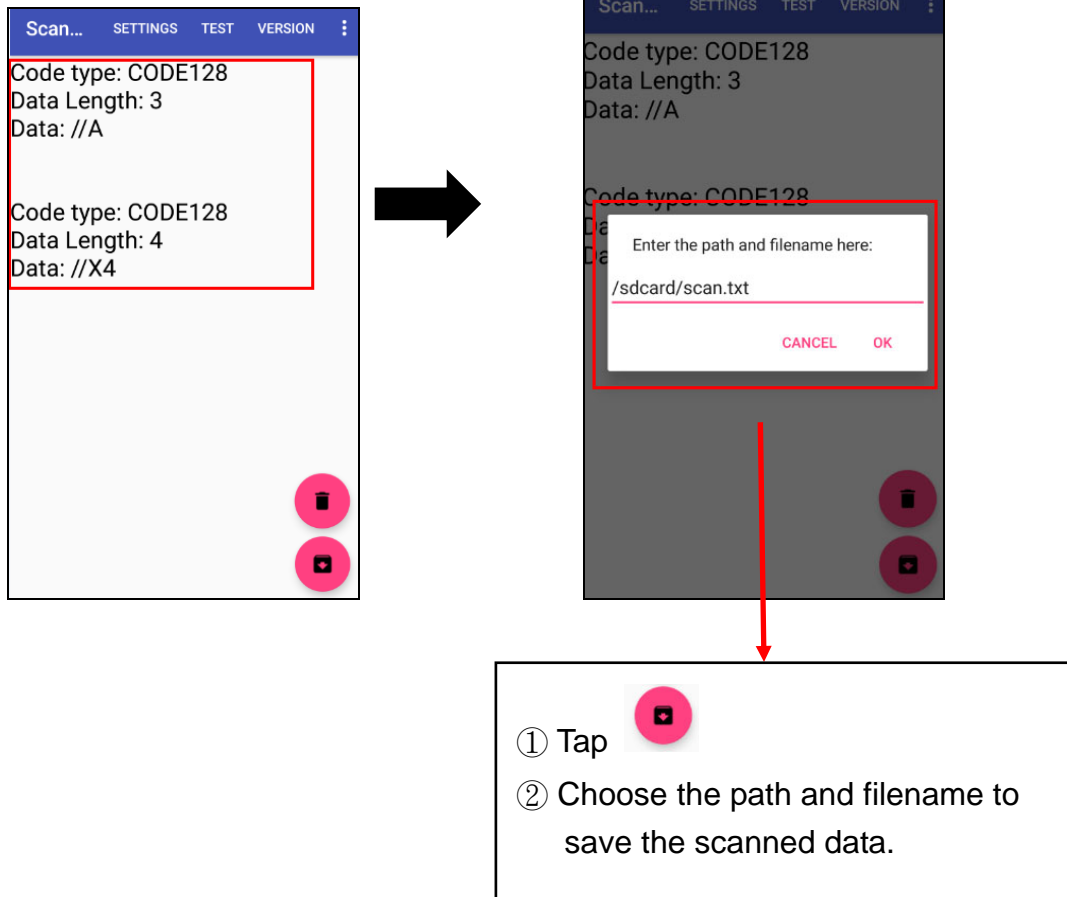 Scan... SETTINGS TEST VERSION
Code type: CODE128
Data Length: 3
Data: //A
Code type: CODE128
Data Length: 4
Data: //X4
Scan... SETTINGS TEST VERSION
Code type: CODE128
Data Length: 3
Data: //A
Code type: CODE128
Da
Da
Enter the path and filename here:
/sdcard/scan.txt
CANCEL OK
① Tap
② Choose the path and filename to
save the scanned data.